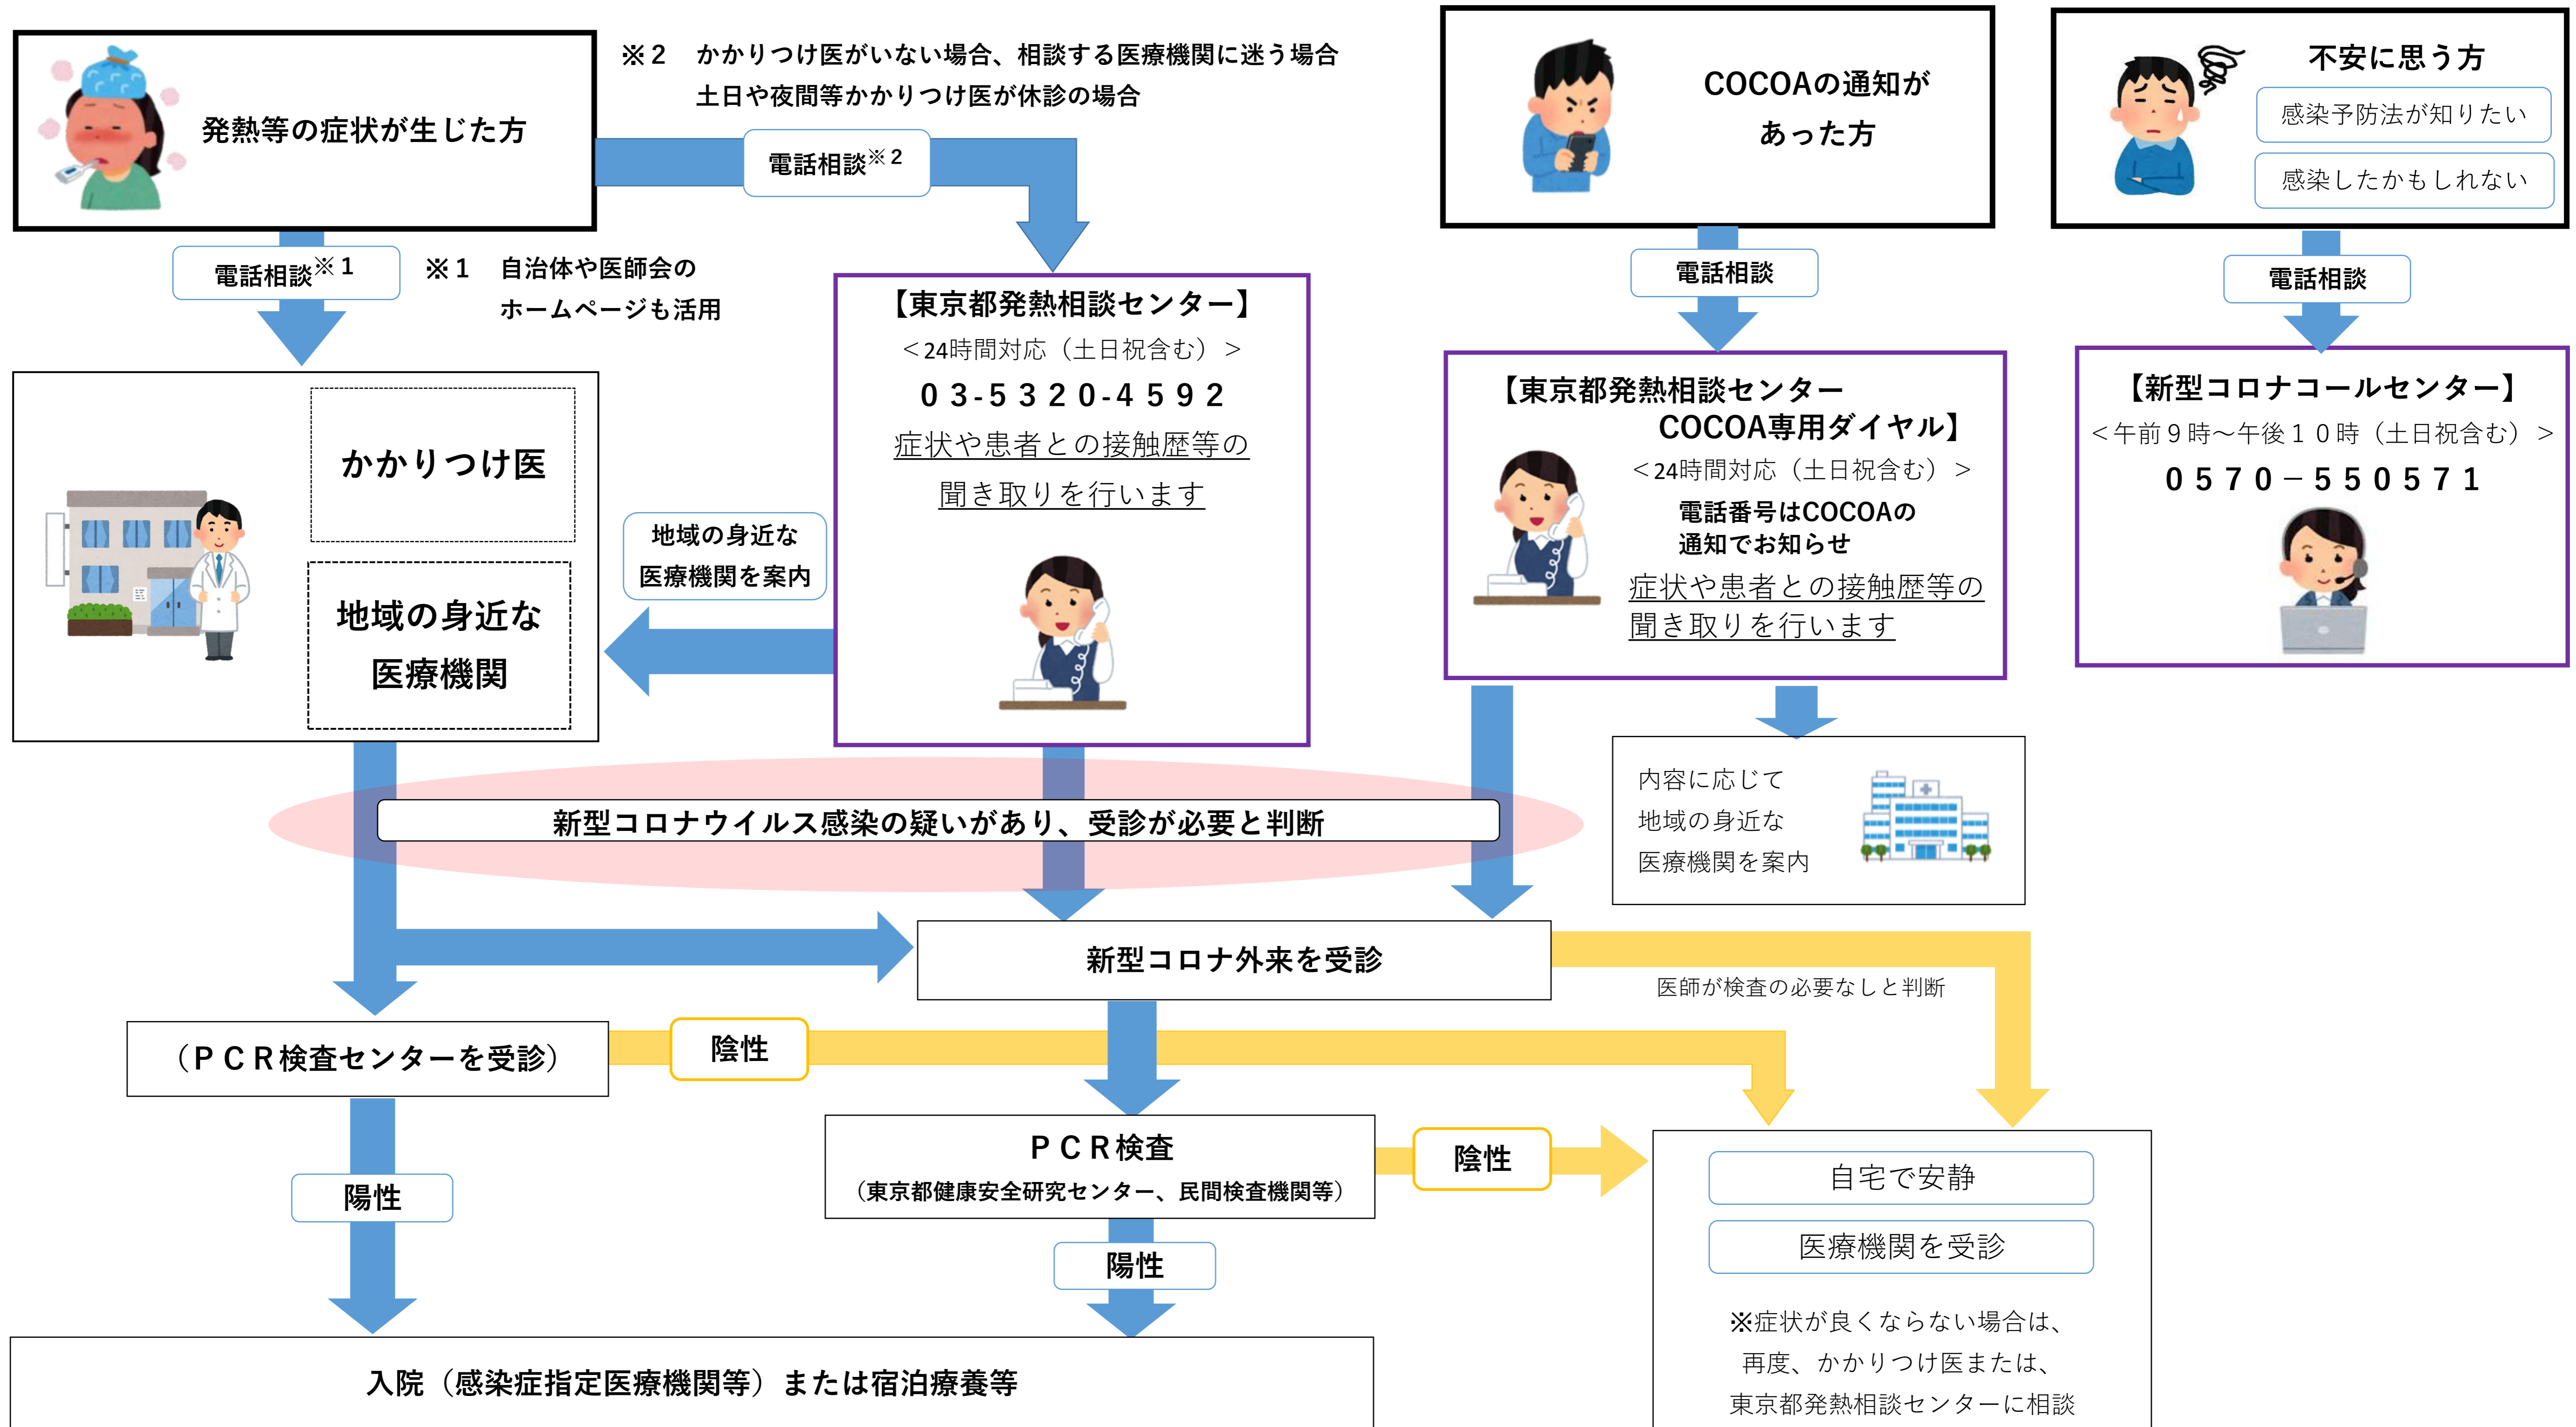 発熱等の症状が生じた方
※２ かかりつけ医がいない場合、相談する医療機関に迷う場合
土日や夜間等かかりつけ医が休診の場合
電話相談※２
COCOAの通知が
あった方
不安に思う方
感染予防法が知りたい
感染したかもしれない
電話相談※１
※１ 自治体や医師会の
ホームページも活用
電話相談
電話相談
【東京都発熱相談センター】
＜24時間対応（土日祝含む）＞
０３-５３２０-４５９２
症状や患者との接触歴等の
聞き取りを行います
【東京都発熱相談センター
COCOA専用ダイヤル】
＜24時間対応（土日祝含む）＞
電話番号はCOCOAの
通知でお知らせ
症状や患者との接触歴等の
聞き取りを行います
【新型コロナコールセンター】
＜午前９時～午後１０時（土日祝含む）＞
０５７０－５５０５７１
かかりつけ医
地域の身近な
医療機関
地域の身近な
医療機関を案内
内容に応じて
地域の身近な
医療機関を案内
新型コロナウイルス感染の疑いがあり、受診が必要と判断
新型コロナ外来を受診
医師が検査の必要なしと判断
（ＰＣＲ検査センターを受診）
陰性
ＰＣＲ検査
（東京都健康安全研究センター、民間検査機関等）
陰性
陽性
陽性
自宅で安静
医療機関を受診
※症状が良くならない場合は、
再度、かかりつけ医または、
東京都発熱相談センターに相談
入院（感染症指定医療機関等）または宿泊療養等